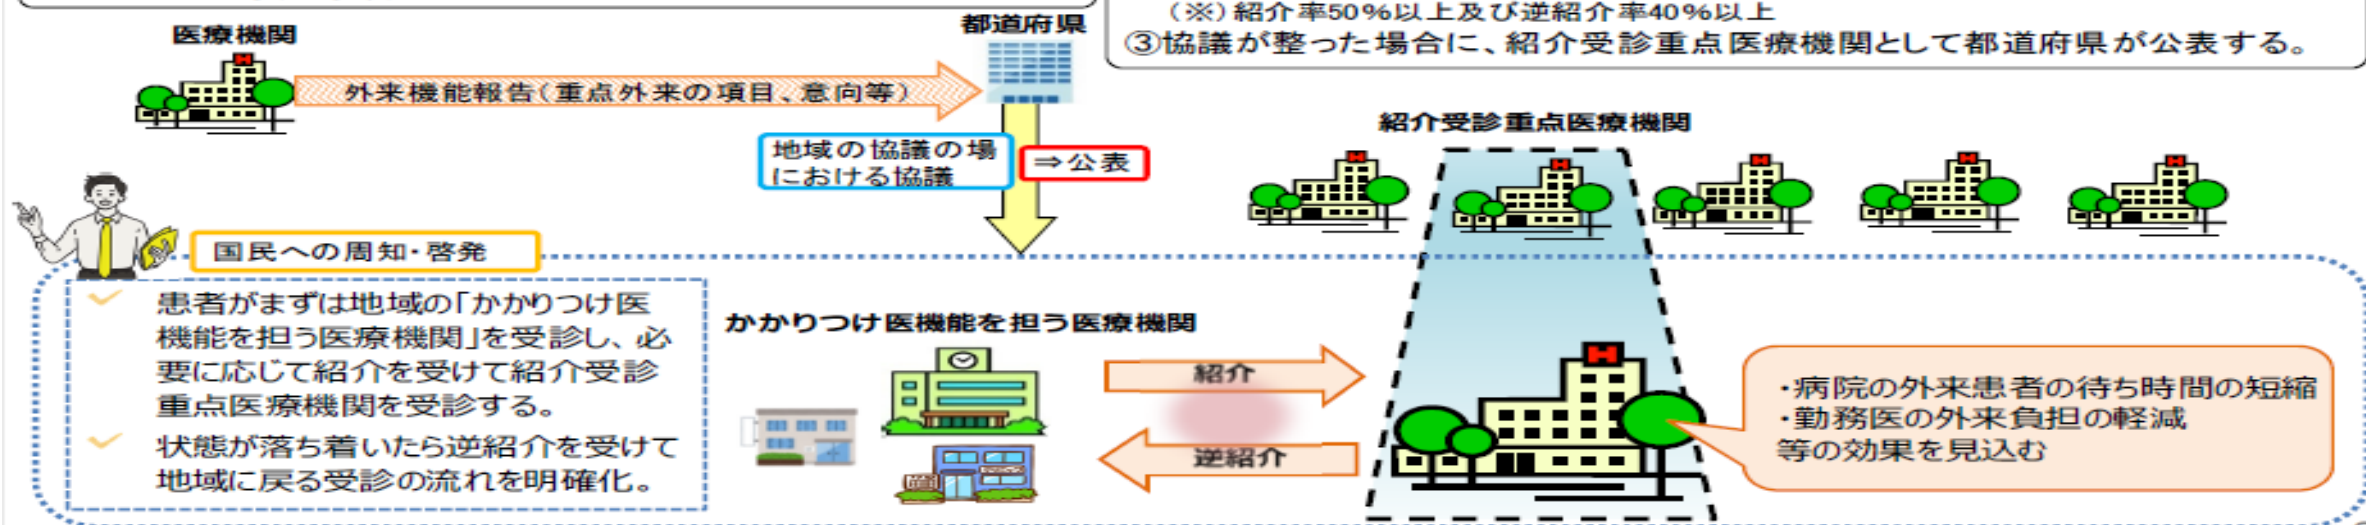 （※）紹介率50％以上及び逆紹介率40％以上
③協議が整った場合に、紹介受診重点医療機関として都道府県が公表する。
医療機関
都道府県
外来機能報告（重点外来の項目、意向等）
地域の協議の場
における協議
⇒公表
紹介受診重点医療機関
H
H
H
H
H
H
国民への周知・啓発
患者がまずは地域の「かかりつけ医
機能を担う医療機関」を受診し、必
要に応じて紹介を受けて紹介受診
重点医療機関を受診する。
状態が落ち着いたら逆紹介を受けて
地域に戻る受診の流れを明確化。
かかりつけ医機能を担う医療機関
紹介
逆紹介
H
・病院の外来患者の待ち時間の短縮
・勤務医の外来負担の軽減
等の効果を見込む